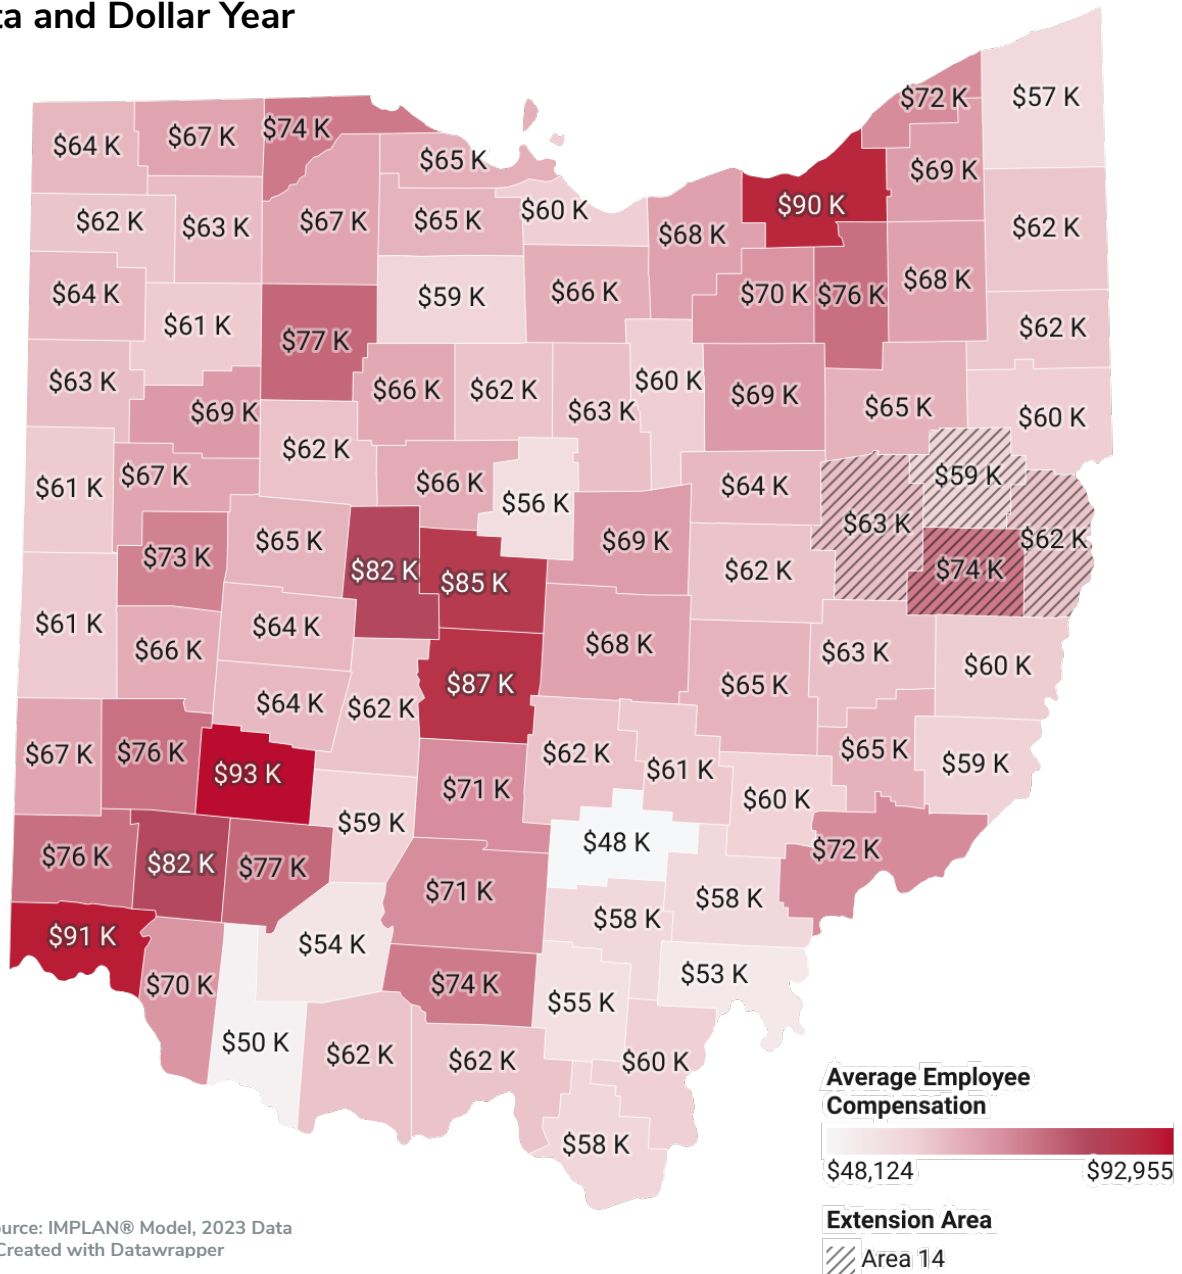 ta and Dollar Year
$57 K
$72 K
$74 K
$67 K
$64 K
$65 K
$69 K
$90 K
$60 K
$62 K
$63 K
$67 K
$65 K
$68 K
$62 K
$68 K
$64 K
$66 K
$70 K
$76 K
$59 K
$61 K
$62 K
$77 K
$63 K
$60 K
$66 K
$62 K
$69 K
$65 K
$69 K
$63 K
$60 K
$62 K
$67 K
$59 K
$66 K
$64 K
$61 K
$56 K
$63 K
$65 K
$69 K
$62 K
$73 K
$82 K
$62 K
$74 K
$85 K
$61 K
$64 K
$68 K
$66 K
$63 K
$60 K
$87 K
$65 K
$64 K
$62 K
$67 K
$76 K
$62 K
$65 K
$59 K
$93 K
$61 K
$71 K
$60 K
$59 K
$48 K
$72 K
$76 K
$82 K
$77 K
$71 K
$58 K
$58 K
$91 K
$54 K
$53 K
$70 K
$74 K
$55 K
$50 K
$62 K
$62 K
$60 K
$58 K
Average Employee
Compensation
$48,124 $92,955
Extension Area
Area 14
ource: IMPLAN® Model, 2023 Data
Created with Datawrapper